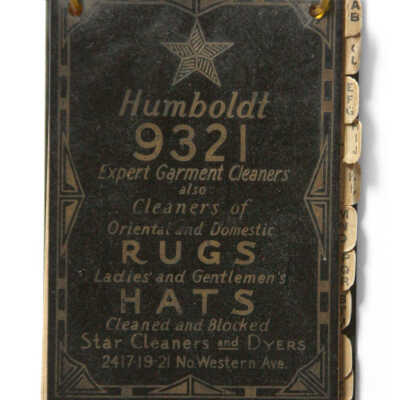 Humboldt
9321
Expert Garment Cleaners
also
Cleaners of
Oriental and Domestic
RUGS
Ladies' and Gentlemen's
HATS
Cleaned and Blocked
Star Cleaners and Dyers
2417-19-21 No. Western Ave.
AB
EFG